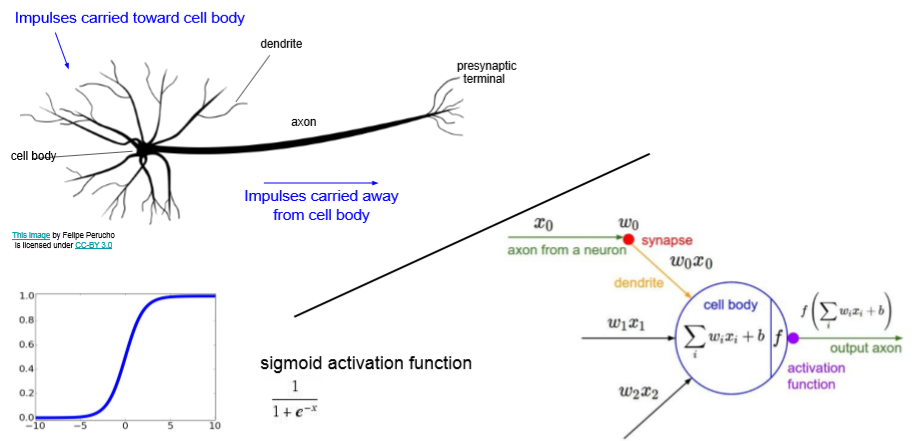 Impulses carried toward cell body
dendrite
presynaptic
terminal
axon
cell body
Impulses carried away
from cell body
This image by Felipe Perucho
is licensed under CC-BY 3.0
x₀
w₀
synapse
axon from a neuron
w₀x₀
dendrite
cell body
f(∑ᵢ wᵢxᵢ + b)
w₁x₁
∑ᵢ wᵢxᵢ + b
f
output axon
activation
function
w₂x₂
1.0
0.8
0.6
0.4
0.2
0.0
−10
−5
0
5
10
sigmoid activation function
1
1 + e⁻ˣ